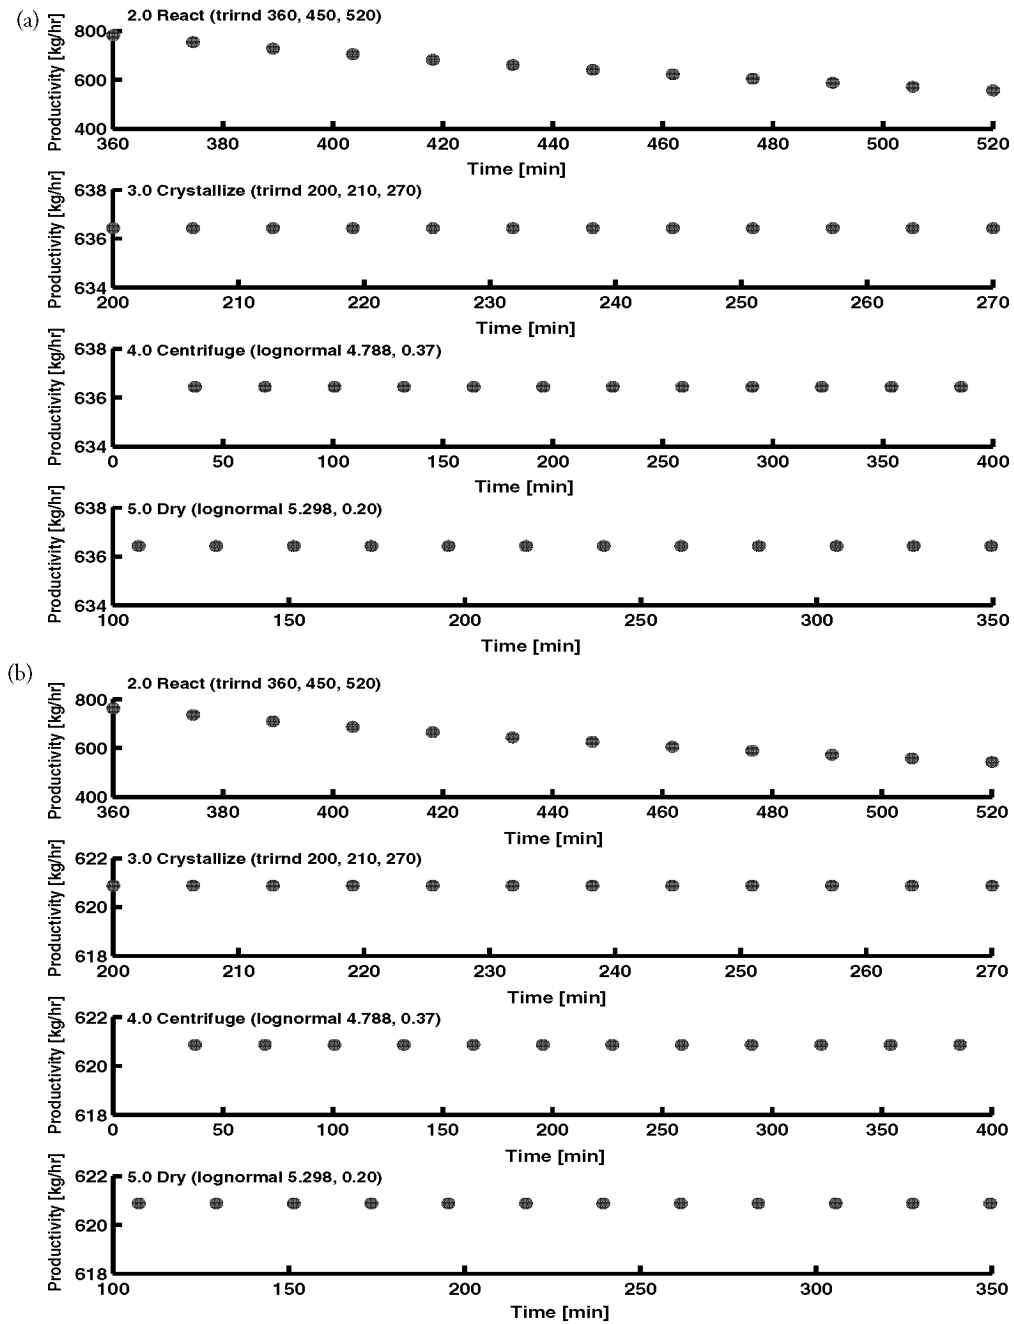 (a)
2.0 React (trirnd 360, 450, 520)
Productivity [kg/hr]
800
600
400
360 380 400 420 440 460 480 500 520
Time [min]
3.0 Crystallize (trirnd 200, 210, 270)
Productivity [kg/hr]
638
636
634
200 210 220 230 240 250 260 270
Time [min]
4.0 Centrifuge (lognormal 4.788, 0.37)
Productivity [kg/hr]
638
636
634
0 50 100 150 200 250 300 350 400
Time [min]
5.0 Dry (lognormal 5.298, 0.20)
Productivity [kg/hr]
638
636
634
100 150 200 250 300 350
Time [min]
(b)
2.0 React (trirnd 360, 450, 520)
Productivity [kg/hr]
800
600
400
360 380 400 420 440 460 480 500 520
Time [min]
3.0 Crystallize (trirnd 200, 210, 270)
Productivity [kg/hr]
622
620
618
200 210 220 230 240 250 260 270
Time [min]
4.0 Centrifuge (lognormal 4.788, 0.37)
Productivity [kg/hr]
622
620
618
0 50 100 150 200 250 300 350 400
Time [min]
5.0 Dry (lognormal 5.298, 0.20)
Productivity [kg/hr]
622
620
618
100 150 200 250 300 350
Time [min]